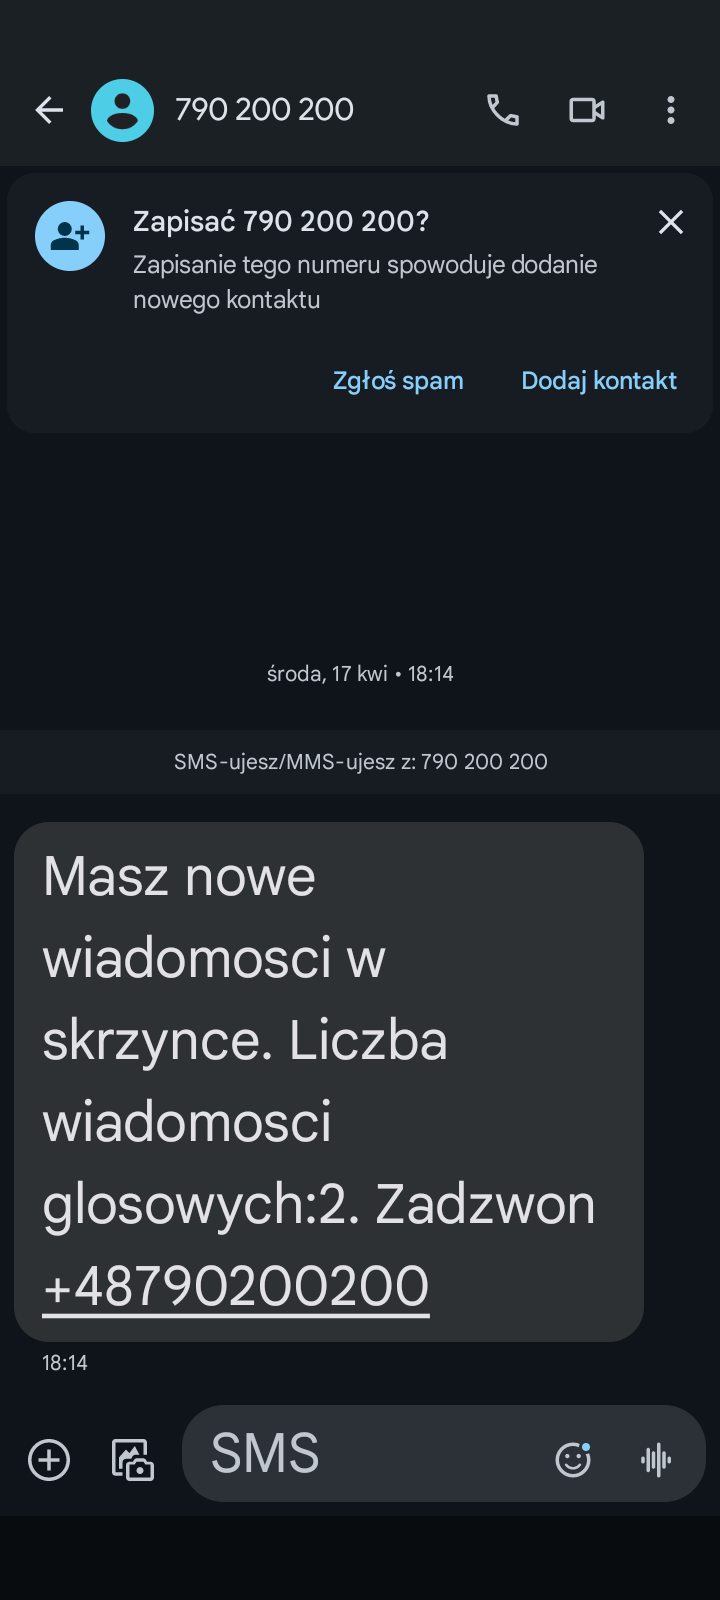 790 200 200
Zapisać 790 200 200?
Zapisanie tego numeru spowoduje dodanie
nowego kontaktu
Zgłoś spam
Dodaj kontakt
środa, 17 kwi • 18:14
SMS-ujesz/MMS-ujesz z: 790 200 200
Masz nowe
wiadomosci w
skrzynce. Liczba
wiadomosci
glosowych:2. Zadzwon
+48790200200
18:14
SMS